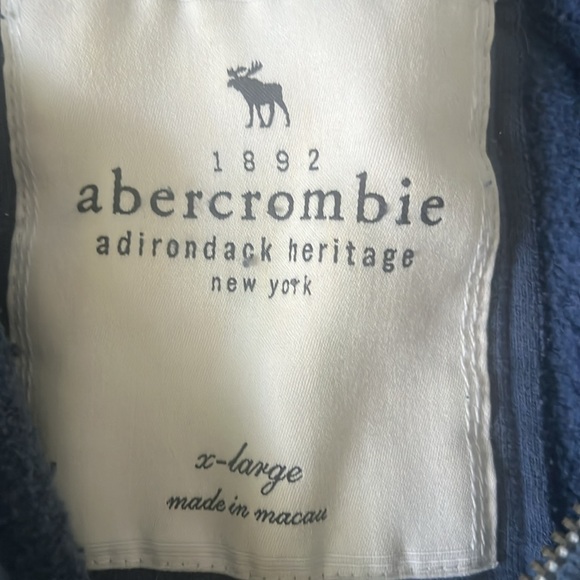 1892
abercrombie
adirondack heritage
new york
x-large
made in macau